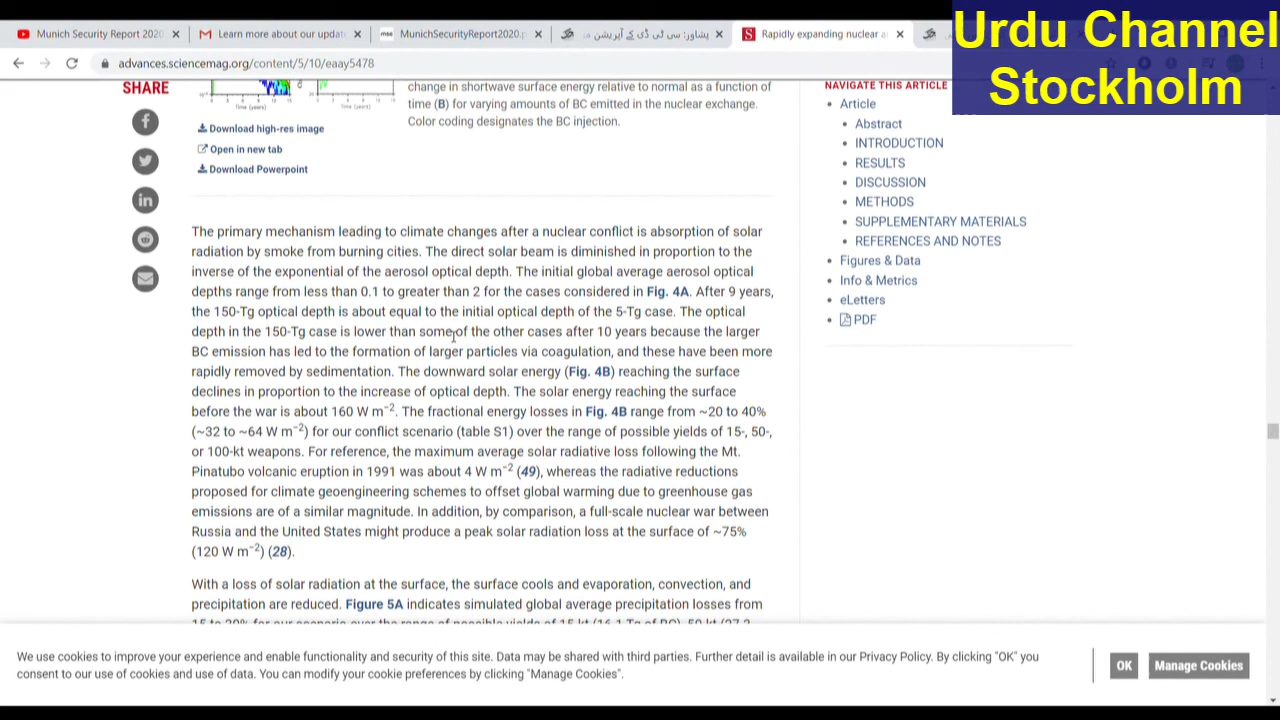 Munich Security Report 2020
Learn more about our updat
MunichSecurityReport2020.p
پشاور: سی ٹی ڈی کے آپریشن
Rapidly expanding nuclear a
Urdu Channel
Stockholm
advances.sciencemag.org/content/5/10/eaay5478
SHARE
change in shortwave surface energy relative to normal as a function of
time (B) for varying amounts of BC emitted in the nuclear exchange.
Color coding designates the BC injection.
Time (years)
Time (years)
Download high-res image
Open in new tab
Download Powerpoint
The primary mechanism leading to climate changes after a nuclear conflict is absorption of solar
radiation by smoke from burning cities. The direct solar beam is diminished in proportion to the
inverse of the exponential of the aerosol optical depth. The initial global average aerosol optical
depths range from less than 0.1 to greater than 2 for the cases considered in Fig. 4A. After 9 years,
the 150-Tg optical depth is about equal to the initial optical depth of the 5-Tg case. The optical
depth in the 150-Tg case is lower than some of the other cases after 10 years because the larger
BC emission has led to the formation of larger particles via coagulation, and these have been more
rapidly removed by sedimentation. The downward solar energy (Fig. 4B) reaching the surface
declines in proportion to the increase of optical depth. The solar energy reaching the surface
before the war is about 160 W m−2. The fractional energy losses in Fig. 4B range from ~20 to 40%
(~32 to ~64 W m−2) for our conflict scenario (table S1) over the range of possible yields of 15-, 50-,
or 100-kt weapons. For reference, the maximum average solar radiative loss following the Mt.
Pinatubo volcanic eruption in 1991 was about 4 W m−2 (49), whereas the radiative reductions
proposed for climate geoengineering schemes to offset global warming due to greenhouse gas
emissions are of a similar magnitude. In addition, by comparison, a full-scale nuclear war between
Russia and the United States might produce a peak solar radiation loss at the surface of ~75%
(120 W m−2) (28).
With a loss of solar radiation at the surface, the surface cools and evaporation, convection, and
precipitation are reduced. Figure 5A indicates simulated global average precipitation losses from
NAVIGATE THIS ARTICLE
Article
Abstract
INTRODUCTION
RESULTS
DISCUSSION
METHODS
SUPPLEMENTARY MATERIALS
REFERENCES AND NOTES
Figures & Data
Info & Metrics
eLetters
PDF
We use cookies to improve your experience and enable functionality and security of this site. Data may be shared with third parties. Further detail is available in our Privacy Policy. By clicking "OK" you
consent to our use of cookies and use of data. You can modify your cookie preferences by clicking "Manage Cookies".
OK
Manage Cookies